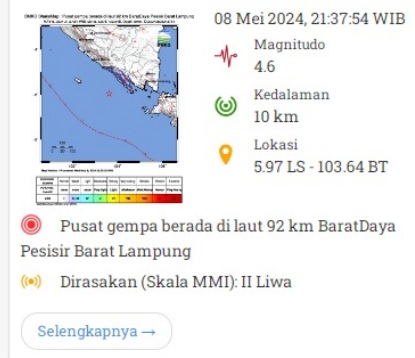 08 Mei 2024, 21:37:54 WIB
Magnitudo
4.6
Kedalaman
10 km
Lokasi
5.97 LS - 103.64 BT
Pusat gempa berada di laut 92 km BaratDaya
Pesisir Barat Lampung
Dirasakan (Skala MMI): II Liwa
Selengkapnya →